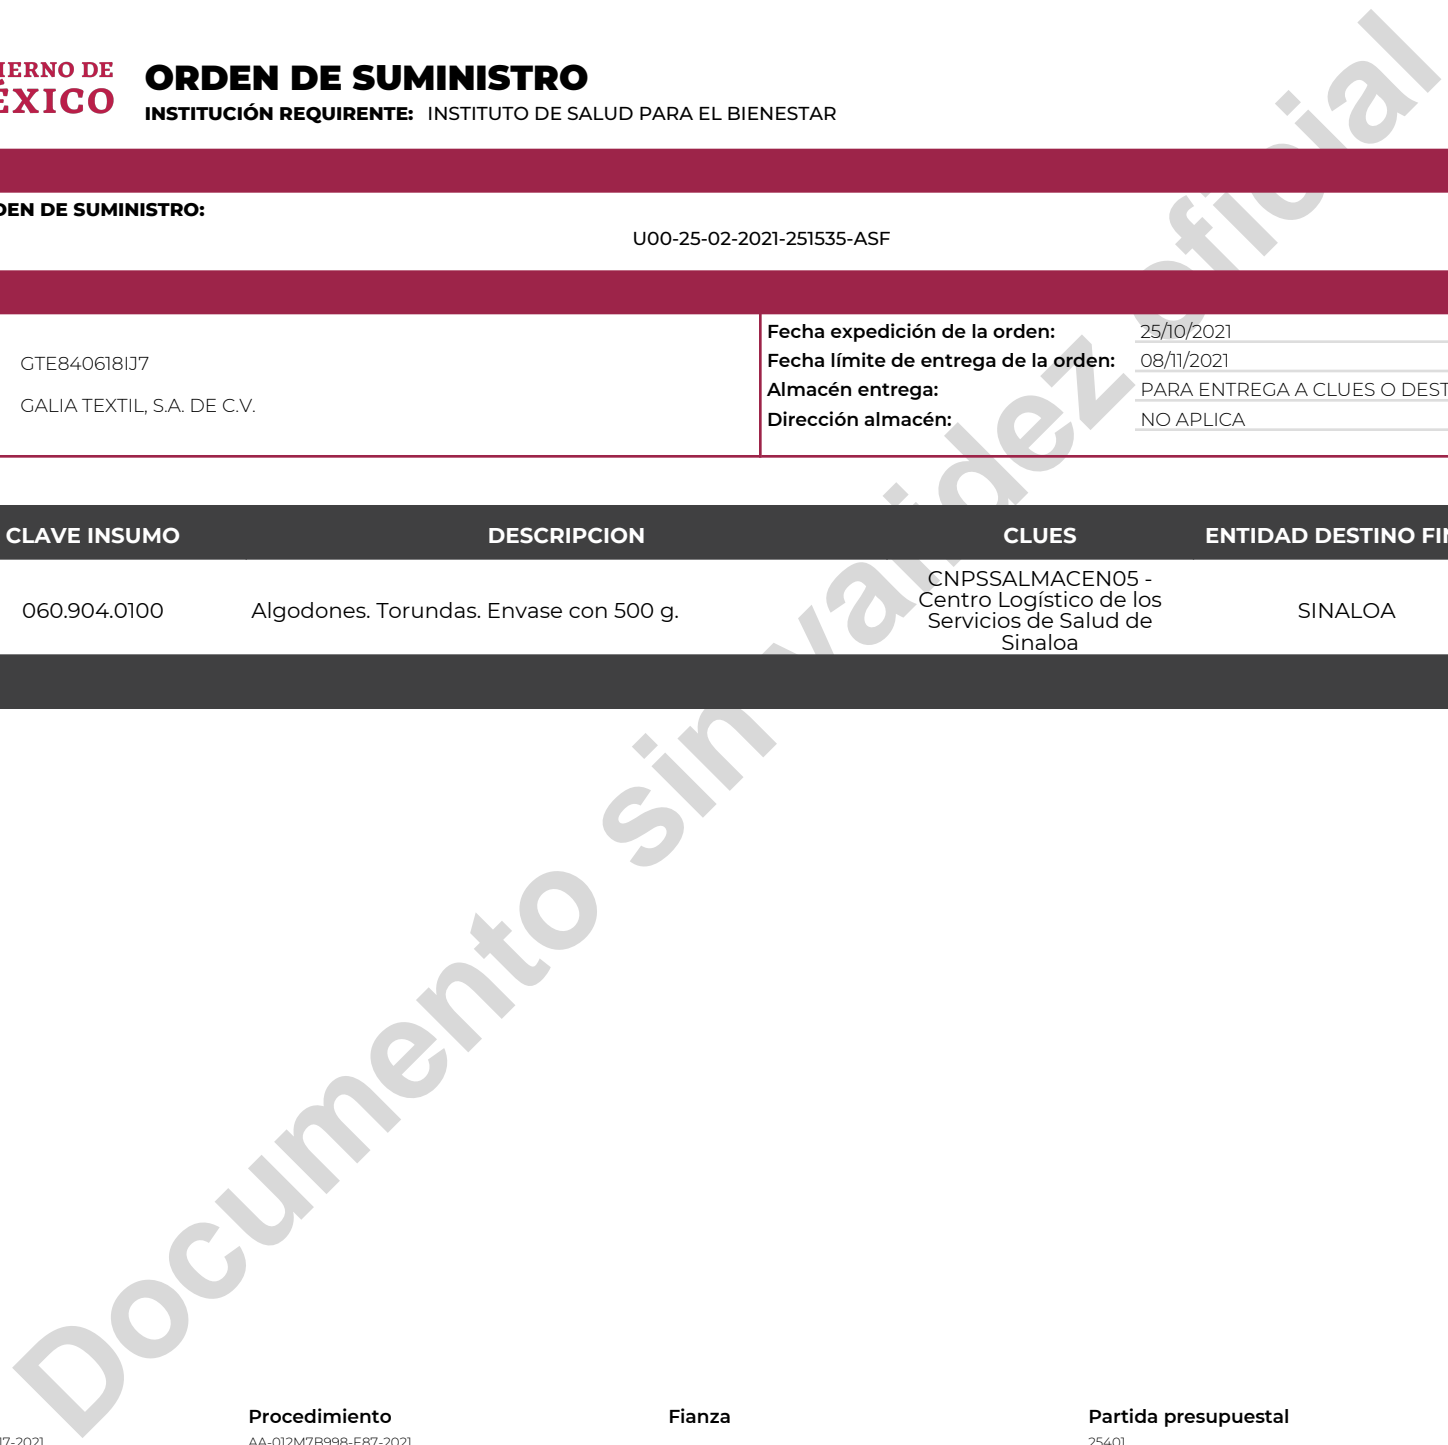 IERNO DE
ÉXICO
ORDEN DE SUMINISTRO
INSTITUCIÓN REQUIRENTE: INSTITUTO DE SALUD PARA EL BIENESTAR
DEN DE SUMINISTRO:
U00-25-02-2021-251535-ASF
GTE840618IJ7
GALIA TEXTIL, S.A. DE C.V.
Fecha expedición de la orden: 25/10/2021
Fecha límite de entrega de la orden: 08/11/2021
Almacén entrega: PARA ENTREGA A CLUES O DEST
Dirección almacén: NO APLICA
CLAVE INSUMO DESCRIPCION CLUES ENTIDAD DESTINO FIN
060.904.0100 Algodones. Torundas. Envase con 500 g.
CNPSSALMACEN05 -
Centro Logístico de los
Servicios de Salud de
Sinaloa
SINALOA
Documento sin validez oficial
Procedimiento Fianza Partida presupuestal
17-2021 AA-012M7B998-E87-2021 25401